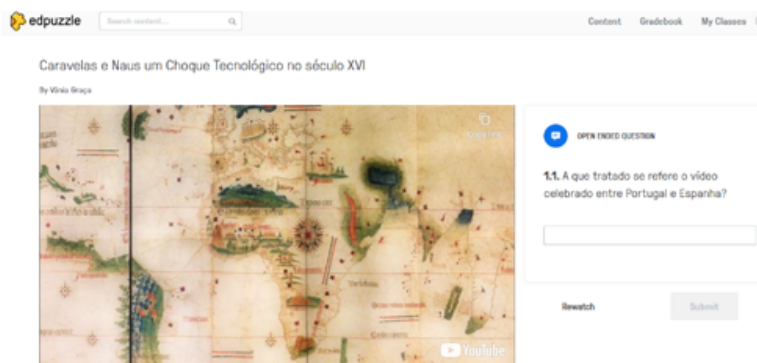 edpuzzle
Search content...
Content Gradebook My Classes
Caravelas e Naus um Choque Tecnológico no século XVI
By Vânia Graça
OPEN ENDED QUESTION
1.1. A que tratado se refere o vídeo
celebrado entre Portugal e Espanha?
Rewatch
Submit
YouTube